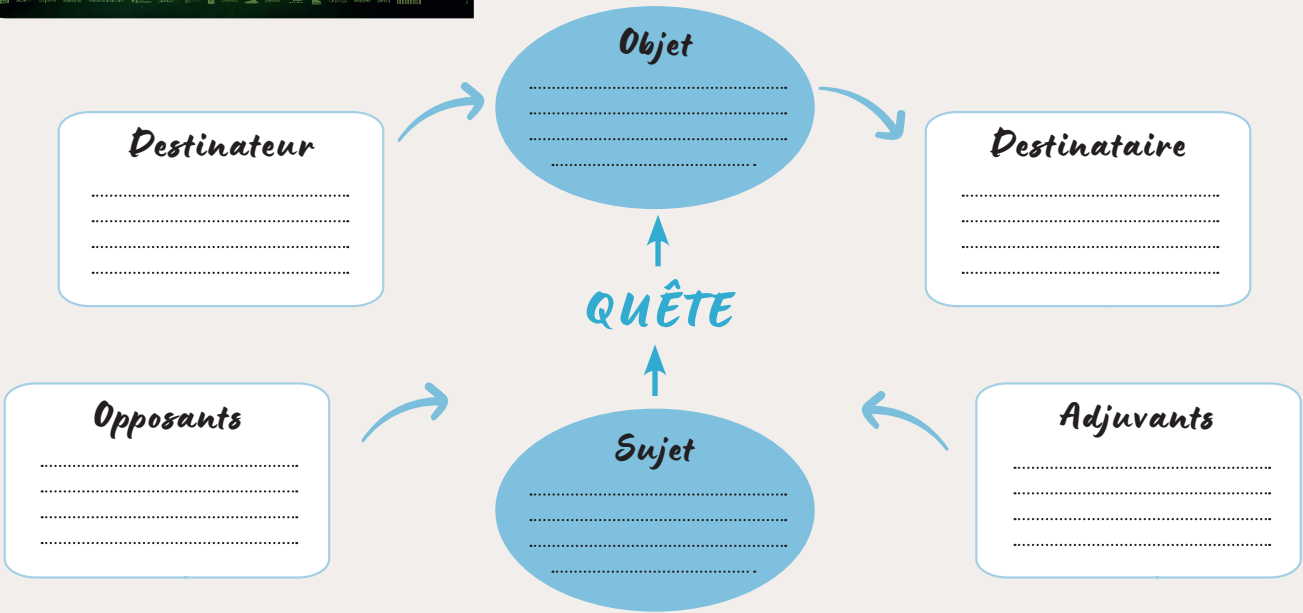 Objet
Destinateur
Destinataire
QUÊTE
Opposants
Sujet
Adjuvants